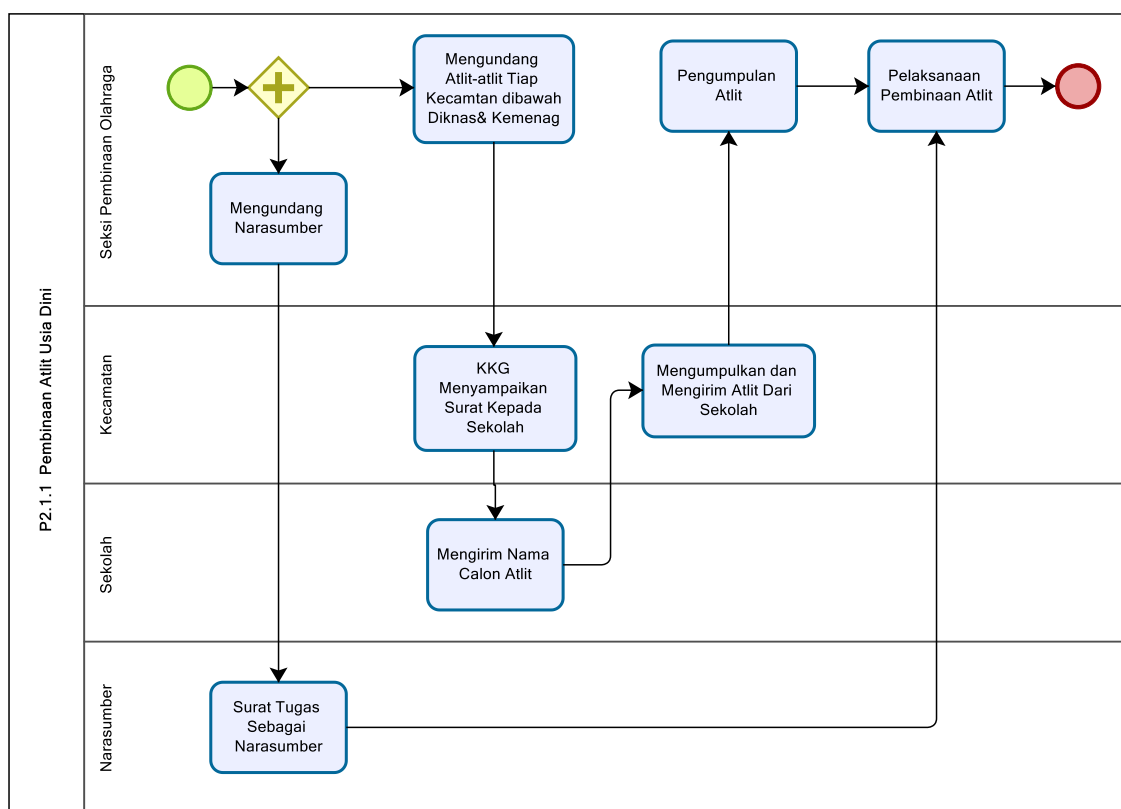 P2.1.1 Pembinaan Atlit Usia Dini
Seksi Pembinaan Olahraga
Mengundang
Atlit-atlit Tiap
Kecamtan dibawah
Diknas& Kemenag
Pengumpulan
Atlit
Pelaksanaan
Pembinaan Atlit
Mengundang
Narasumber
Kecamatan
KKG
Menyampaikan
Surat Kepada
Sekolah
Mengumpulkan dan
Mengirim Atlit Dari
Sekolah
Sekolah
Mengirim Nama
Calon Atlit
Narasumber
Surat Tugas
Sebagai
Narasumber